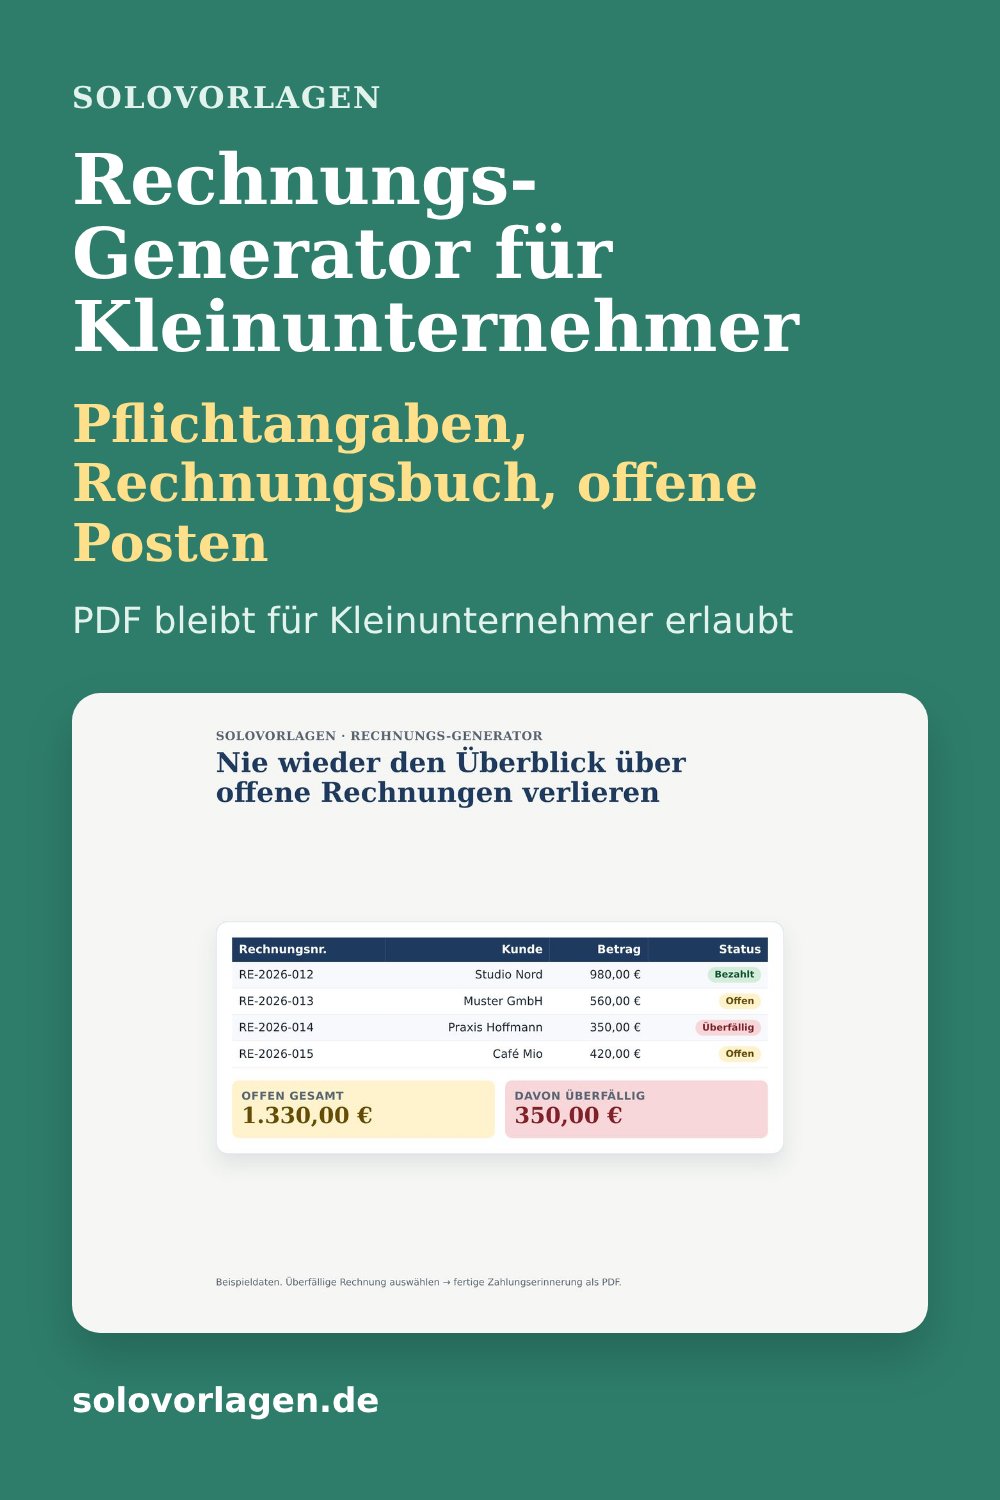 SOLOVORLAGEN
Rechnungs-
Generator für
Kleinunternehmer
Pflichtangaben,
Rechnungsbuch, offene
Posten
PDF bleibt für Kleinunternehmer erlaubt
SOLOVORLAGEN · RECHNUNGS-GENERATOR
Nie wieder den Überblick über
offene Rechnungen verlieren
Rechnungsnr. Kunde Betrag Status
RE-2026-012 Studio Nord 980,00 € Bezahlt
RE-2026-013 Muster GmbH 560,00 € Offen
RE-2026-014 Praxis Hoffmann 350,00 € Überfällig
RE-2026-015 Café Mio 420,00 € Offen
OFFEN GESAMT DAVON ÜBERFÄLLIG
1.330,00 € 350,00 €
Beispieldaten. Überfällige Rechnung auswählen → fertige Zahlungserinnerung als PDF.
solovorlagen.de